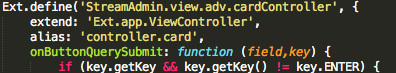 Ext.define('StreamAdmin.view.adv.cardController', {
extend: 'Ext.app.ViewController',
alias: 'controller.card',
onButtonQuerySubmit: function (field,key) {
if (key.getKey && key.getKey() != key.ENTER) {